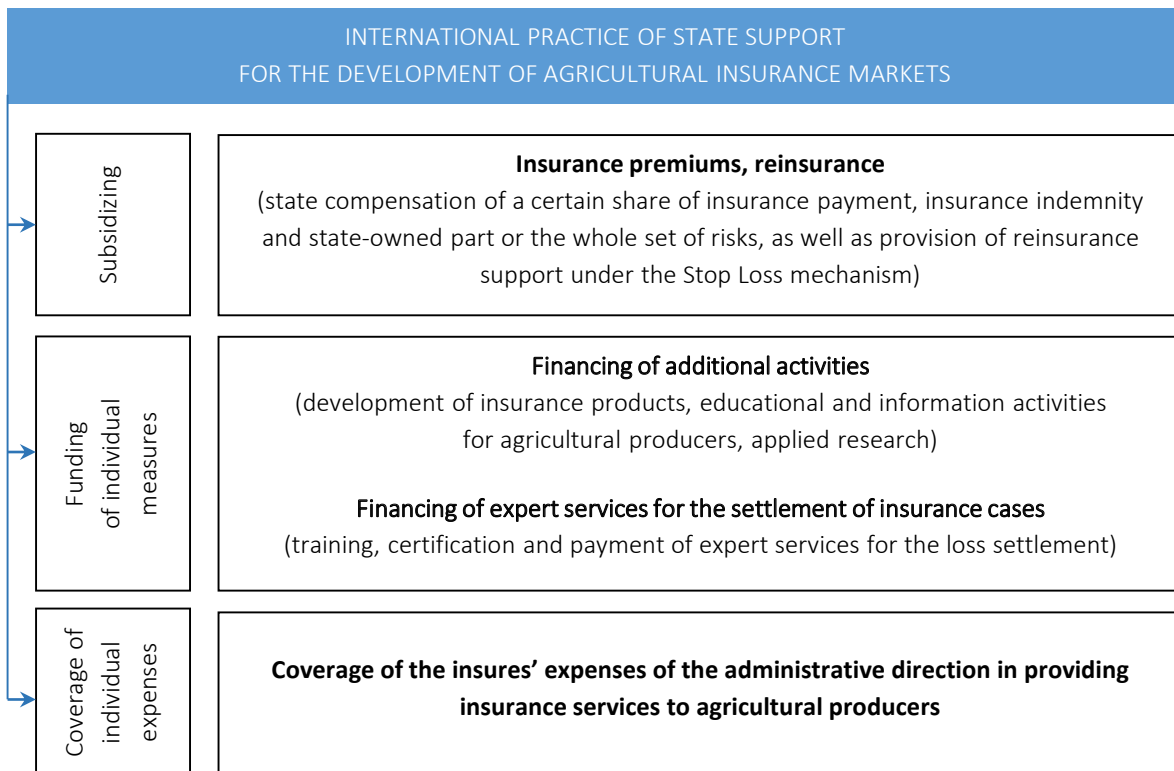 INTERNATIONAL PRACTICE OF STATE SUPPORT
FOR THE DEVELOPMENT OF AGRICULTURAL INSURANCE MARKETS
Subsidizing
Insurance premiums, reinsurance
(state compensation of a certain share of insurance payment, insurance indemnity
and state-owned part or the whole set of risks, as well as provision of reinsurance
support under the Stop Loss mechanism)
Funding
of individual
measures
Financing of additional activities
(development of insurance products, educational and information activities
for agricultural producers, applied research)
Financing of expert services for the settlement of insurance cases
(training, certification and payment of expert services for the loss settlement)
Coverage of
individual
expenses
Coverage of the insures’ expenses of the administrative direction in providing
insurance services to agricultural producers